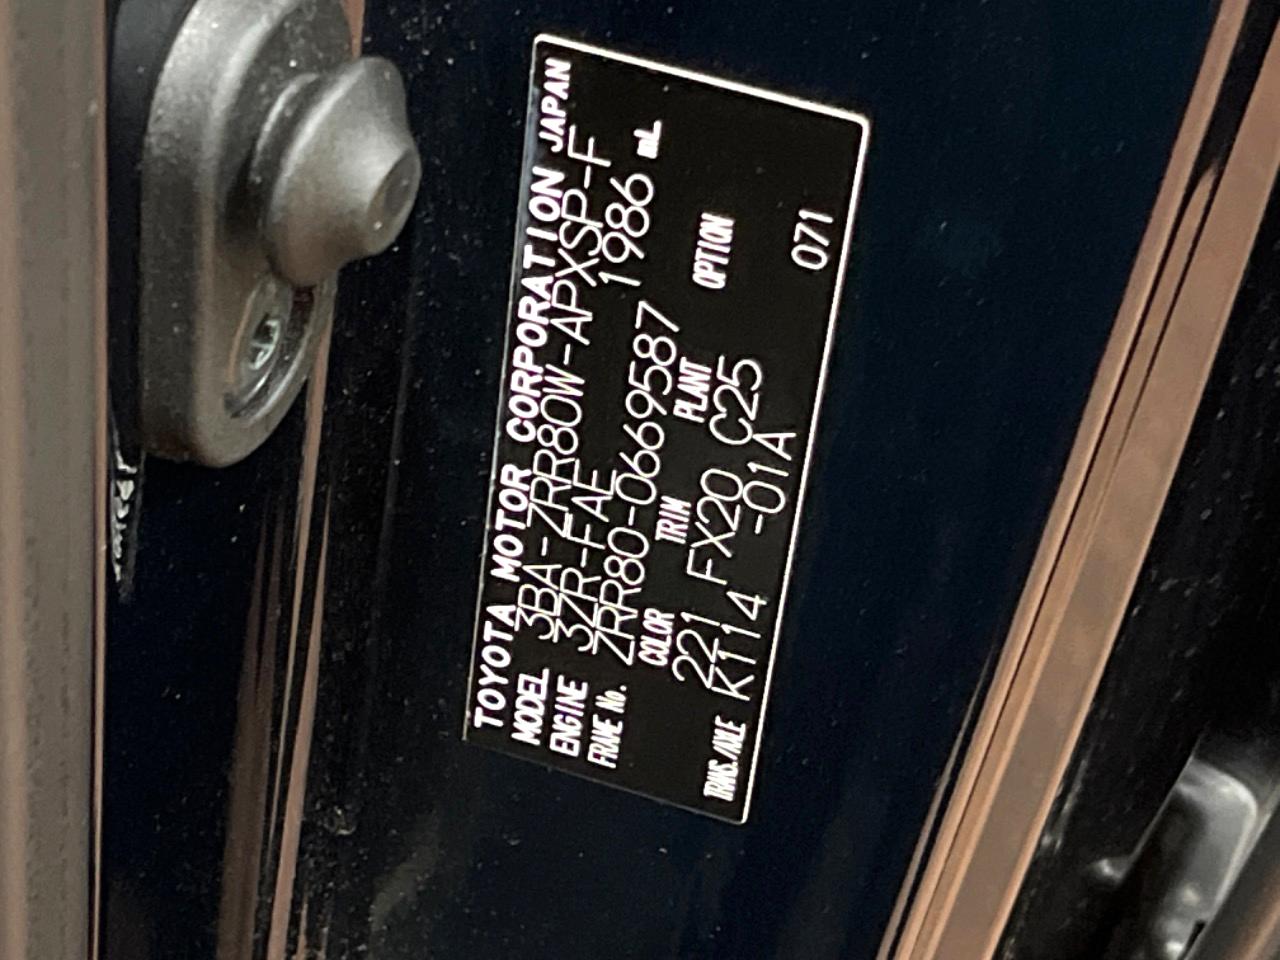 TOYOTA MOTOR CORPORATION JAPAN
MODEL 3BA-ZRR80W-APXSP-F
ENGINE 3ZR-FAE 1986 mL
FRAME No. ZRR80-0669587
COLOR TRIM PLANT OPTION
221 FX20 C25
TRANS./AXLE K114 -01A 071